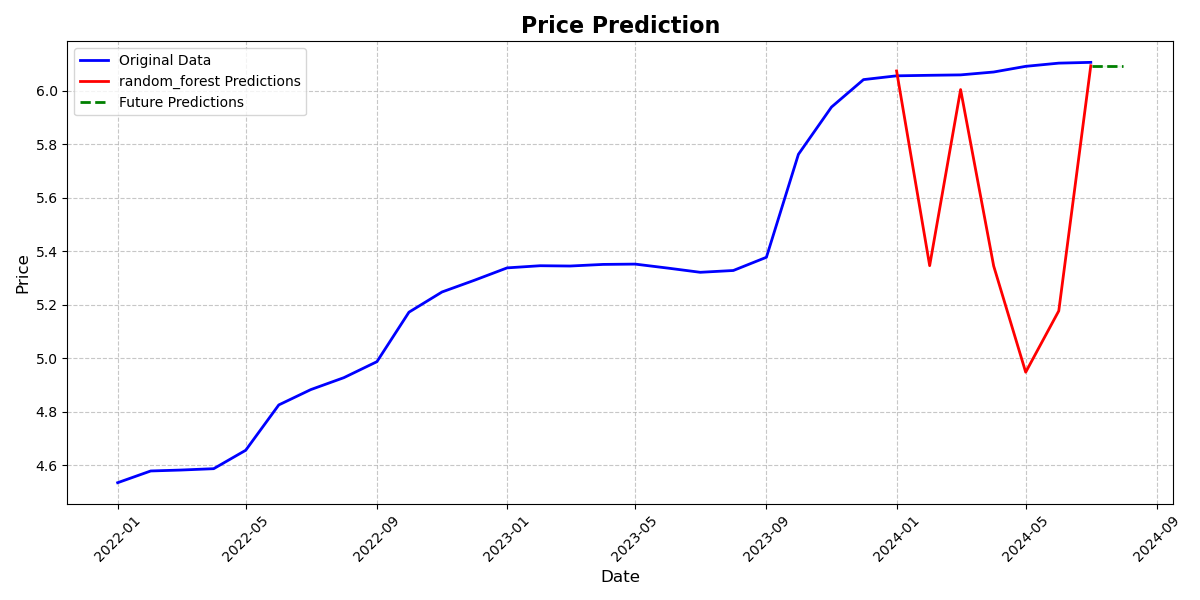 Price Prediction
Original Data
random_forest Predictions
Future Predictions
Price
6.0
5.8
5.6
5.4
5.2
5.0
4.8
4.6
2022-01
2022-05
2022-09
2023-01
2023-05
2023-09
2024-01
2024-05
2024-09
Date